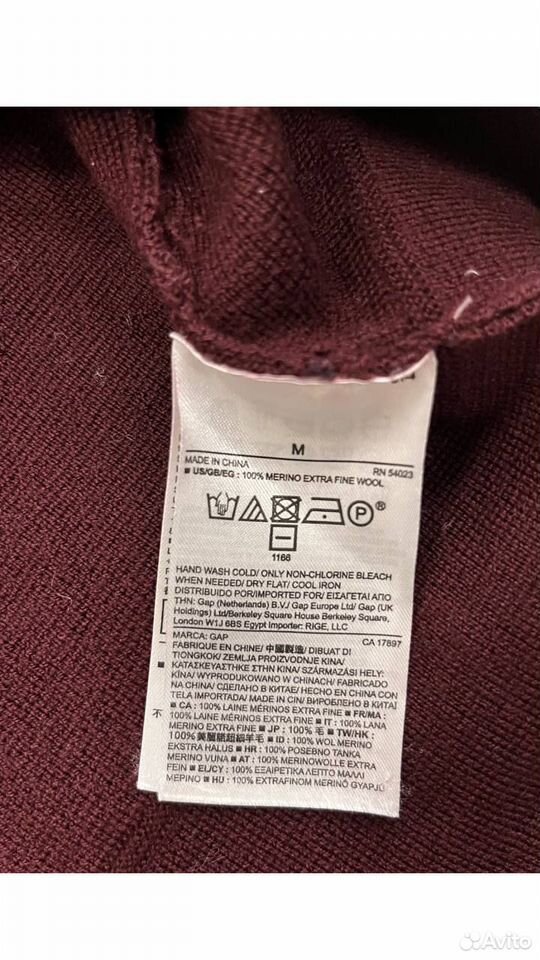 M
MADE IN CHINA
RN 54023
■ US/GB/EG : 100% MERINO EXTRA FINE WOOL
P ®
1166
HAND WASH COLD/ ONLY NON-CHLORINE BLEACH
WHEN NEEDED/ DRY FLAT/ COOL IRON
DISTRIBUIDO POR/IMPORTED FOR/ ΕΙΣΑΓΕΤΑΙ ΑΠΟ
ΤΗΝ: Gap (Netherlands) B.V./ Gap Europe Ltd/ Gap (UK
Holdings) Ltd/Berkeley Square House Berkeley Square,
London W1J 6BS Egypt Importer: RIGE, LLC
MARCA: GAP
CA 17897
FABRIQUE EN CHINE/ 中國製造/ DIBUAT DI
TIONGKOK/ ZEMLJA PROIZVODNJE KINA/
ΚΑΤΑΣΚΕΥΑΣΤΗΚΕ ΣΤΗΝ ΚΙΝΑ/ SZÁRMAZÁSI HELY:
KÍNA/ WYPRODUKOWANO W CHINACH/ FABRICADO
NA CHINA/ СДЕЛАНО В КИТАЕ/ HECHO EN CHINA CON
TELA IMPORTADA/ MADE IN CIN/ ВИРОБЛЕНО В КИТАЇ
■ CA : 100% LAINE MÉRINOS EXTRA FINE ■ FR/MA :
100% LAINE MÉRINOS EXTRA FINE ■ IT : 100% LANA
MERINO EXTRA FINE ■ JP : 100% 毛 ■ TW/HK :
100%美麗諾超細羊毛 ■ ID : 100% WOL MERINO
EKSTRA HALUS ■ HR : 100% POSEBNO TANKA
MERINO VUNA ■ AT : 100% MERINOWOLLE EXTRA
FEIN ■ EL/CY : 100% ΕΞΑΙΡΕΤΙΚΑ ΛΕΠΤΟ ΜΑΛΛΙ
ΜΕΡΙΝΟ ■ HU : 100% EXTRAFINOM MERINÓ GYAPJÚ
不
Avito